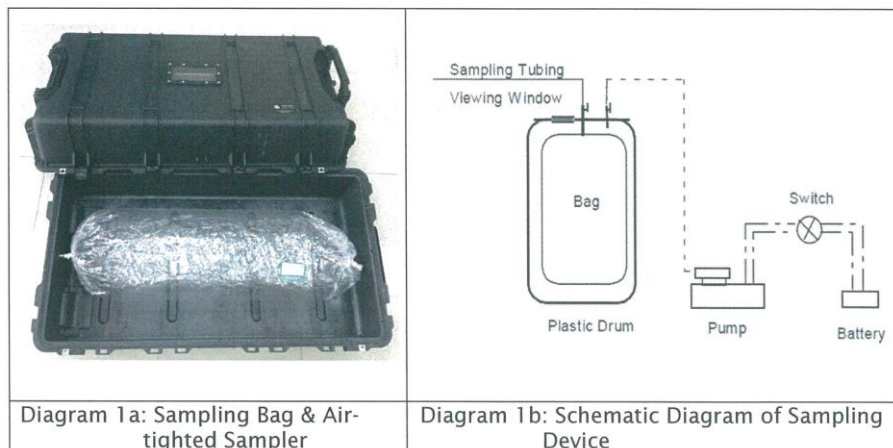 Sampling Tubing
Viewing Window
Bag
Switch
Plastic Drum
Pump
Battery
Diagram 1a: Sampling Bag & Air-
tighted Sampler
Diagram 1b: Schematic Diagram of Sampling
Device